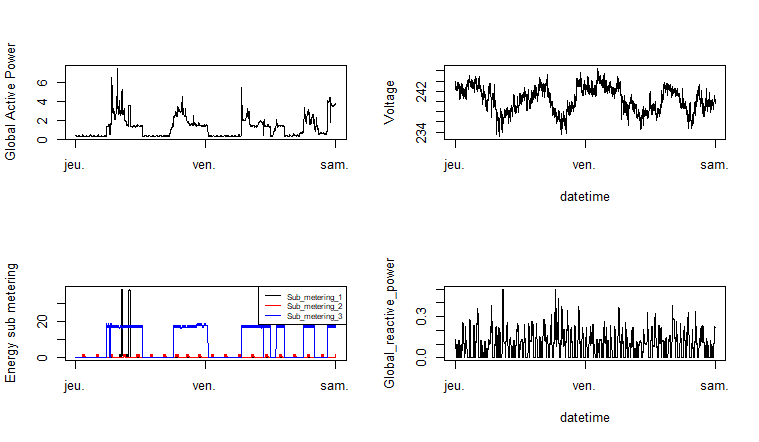 Global Active Power
0 2 4 6
jeu. ven. sam.
Voltage
234 242
jeu. ven. sam.
datetime
Energy sub metering
0 20
Sub_metering_1
Sub_metering_2
Sub_metering_3
jeu. ven. sam.
Global_reactive_power
0.0 0.3
jeu. ven. sam.
datetime